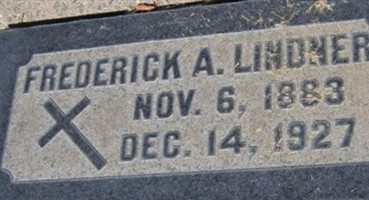 FREDERICK A. LINDNER
NOV. 6, 1883
DEC. 14, 1927